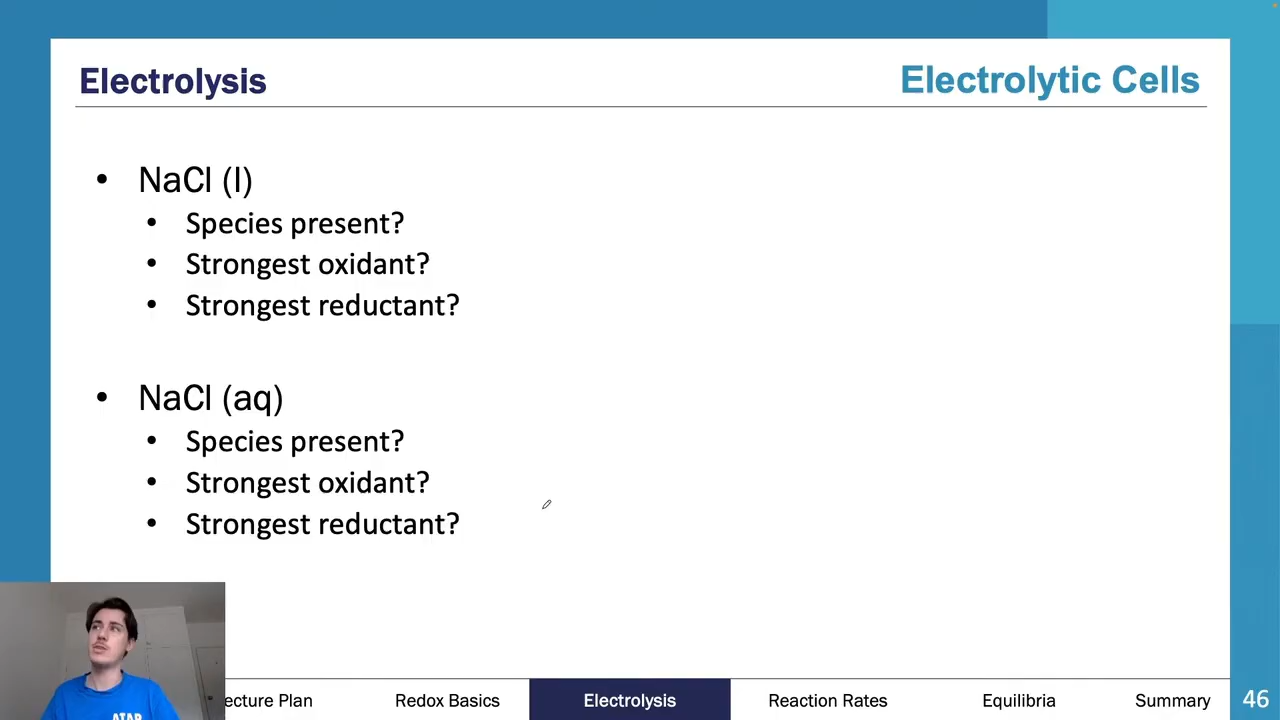 Electrolysis
Electrolytic Cells
• NaCl (l)
• Species present?
• Strongest oxidant?
• Strongest reductant?
• NaCl (aq)
• Species present?
• Strongest oxidant?
• Strongest reductant?
ecture Plan
Redox Basics
Electrolysis
Reaction Rates
Equilibria
Summary
46